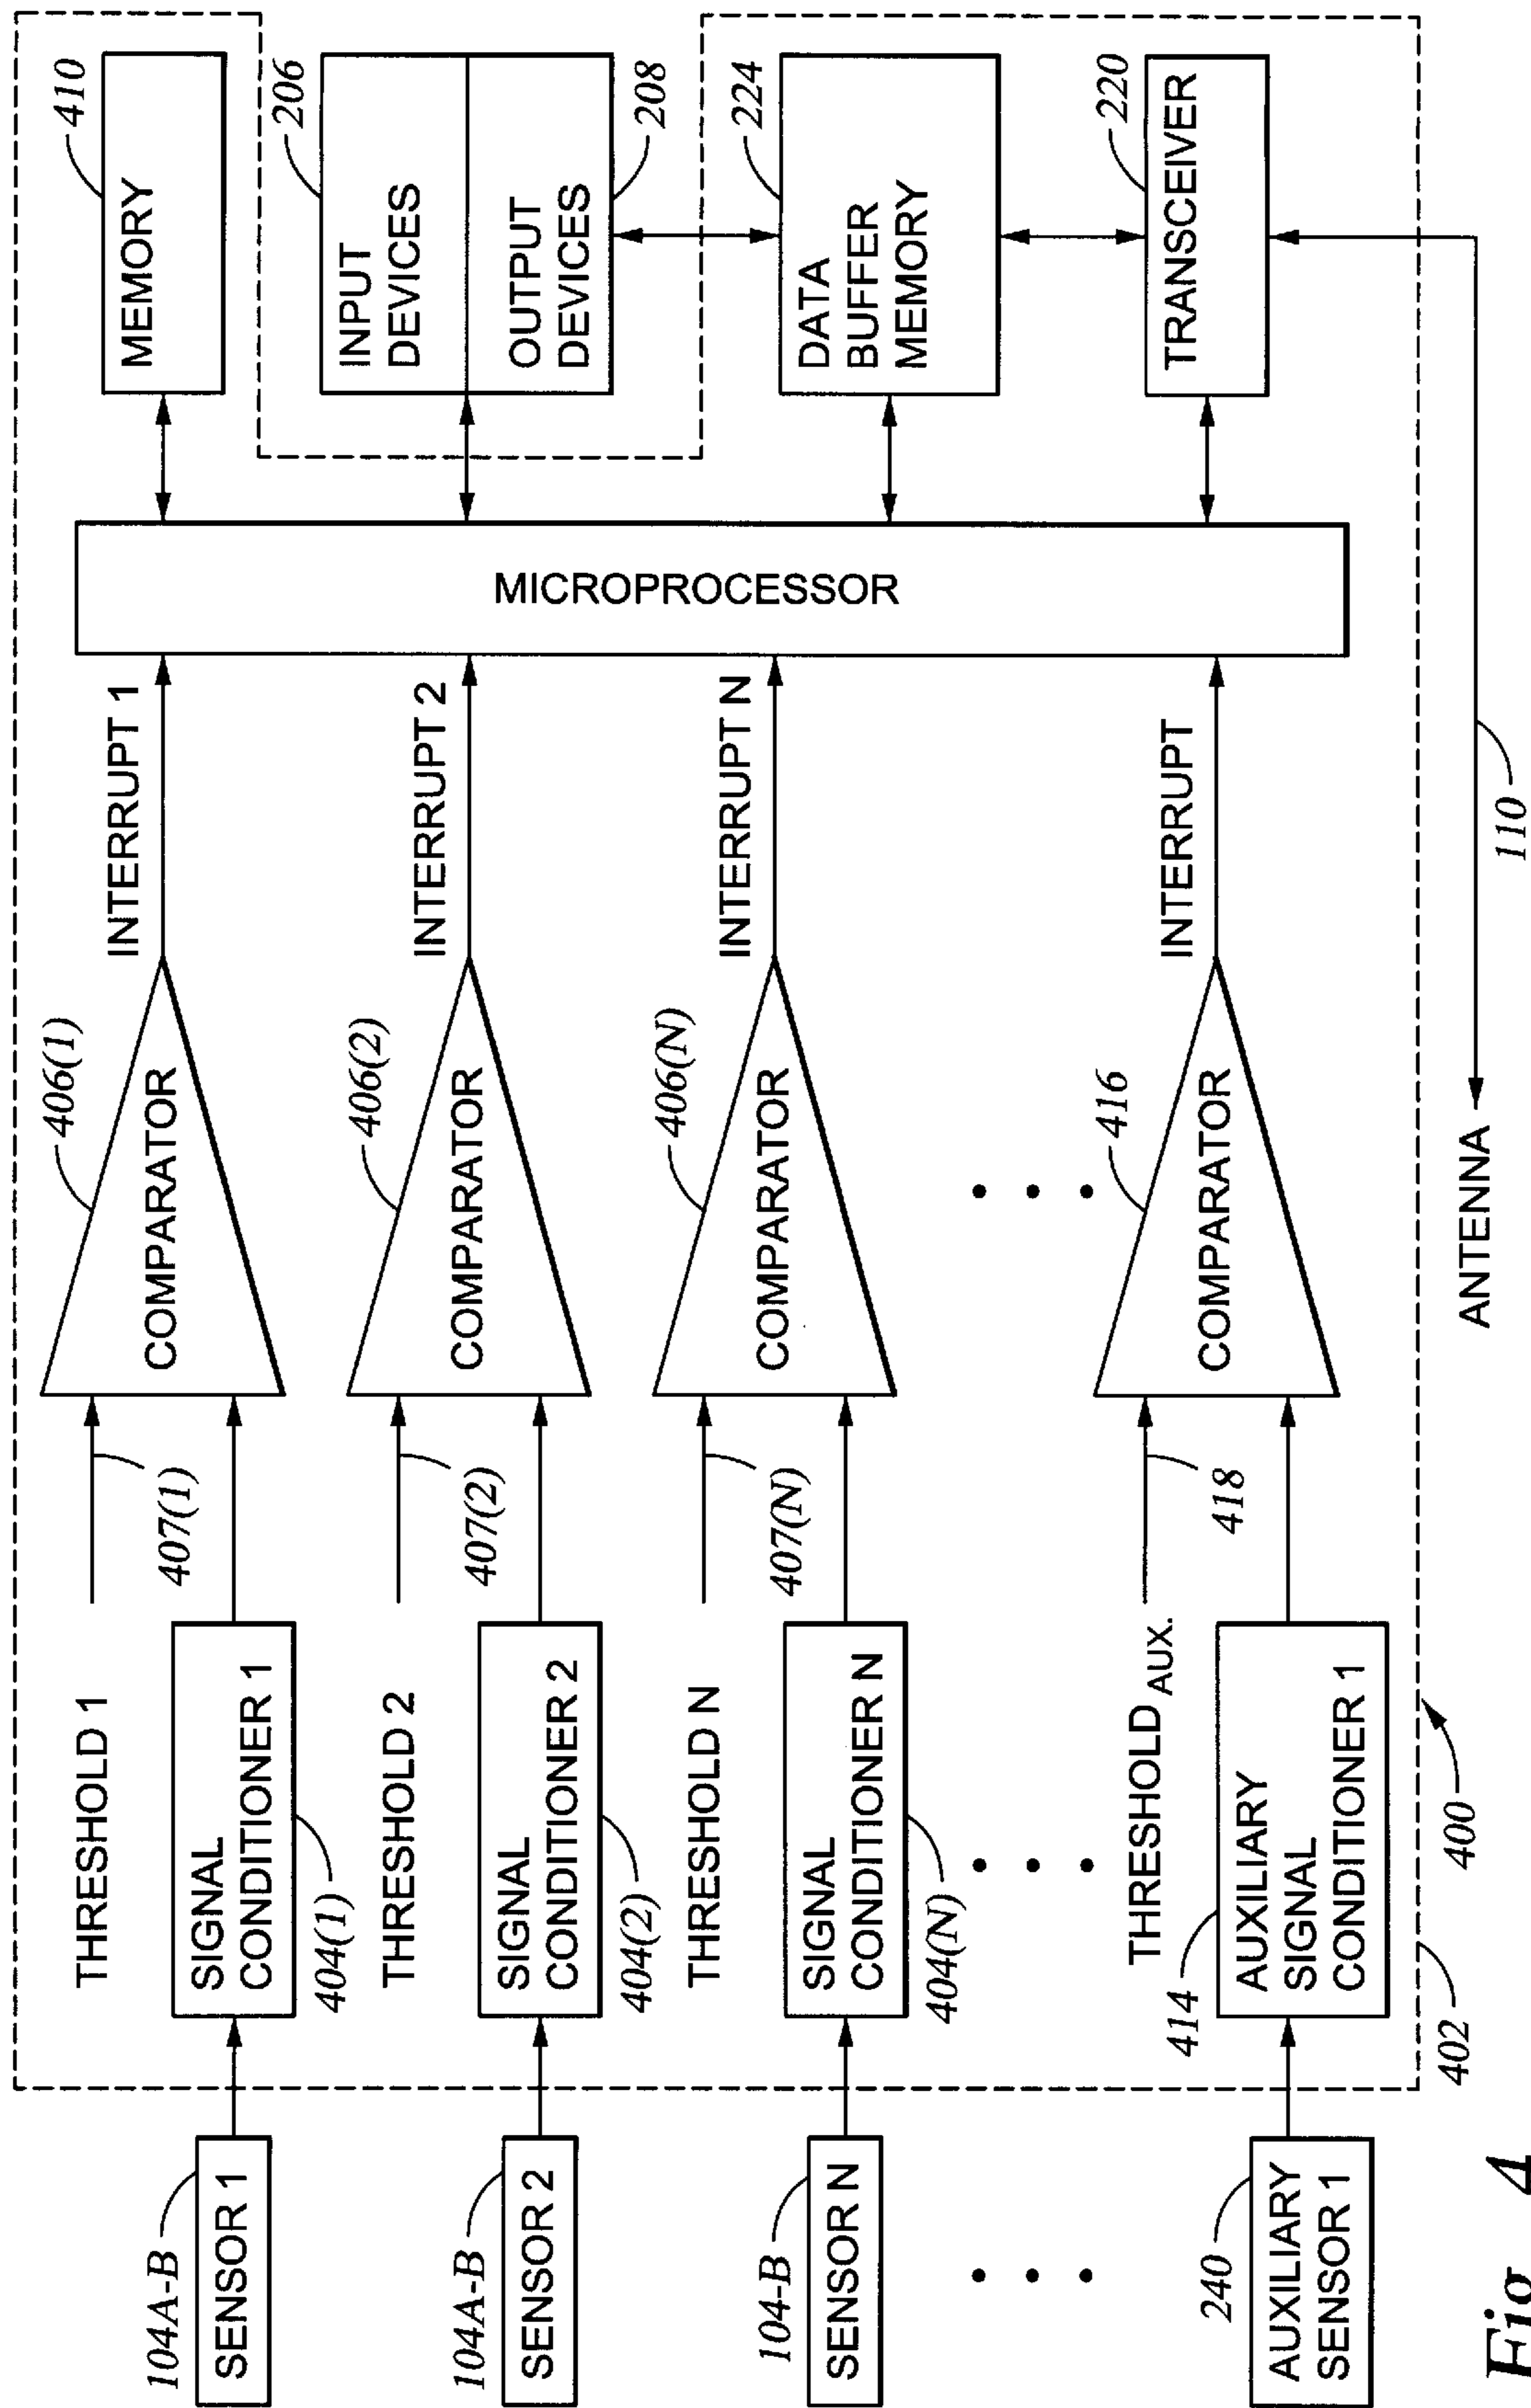 104A-B
SENSOR 1
THRESHOLD 1
SIGNAL
CONDITIONER 1
404(1)
407(1)
406(1)
COMPARATOR
INTERRUPT 1
104A-B
SENSOR 2
THRESHOLD 2
SIGNAL
CONDITIONER 2
404(2)
407(2)
406(2)
COMPARATOR
INTERRUPT 2
104-B
SENSOR N
THRESHOLD N
SIGNAL
CONDITIONER N
404(N)
407(N)
406(N)
COMPARATOR
INTERRUPT N
240
AUXILIARY
SENSOR 1
THRESHOLD AUX.
414
AUXILIARY
SIGNAL
CONDITIONER 1
418
416
COMPARATOR
INTERRUPT
MICROPROCESSOR
MEMORY
410
INPUT
DEVICES
206
OUTPUT
DEVICES
208
DATA
BUFFER
MEMORY
224
TRANSCEIVER
220
402
400
ANTENNA
110
Fig. 4